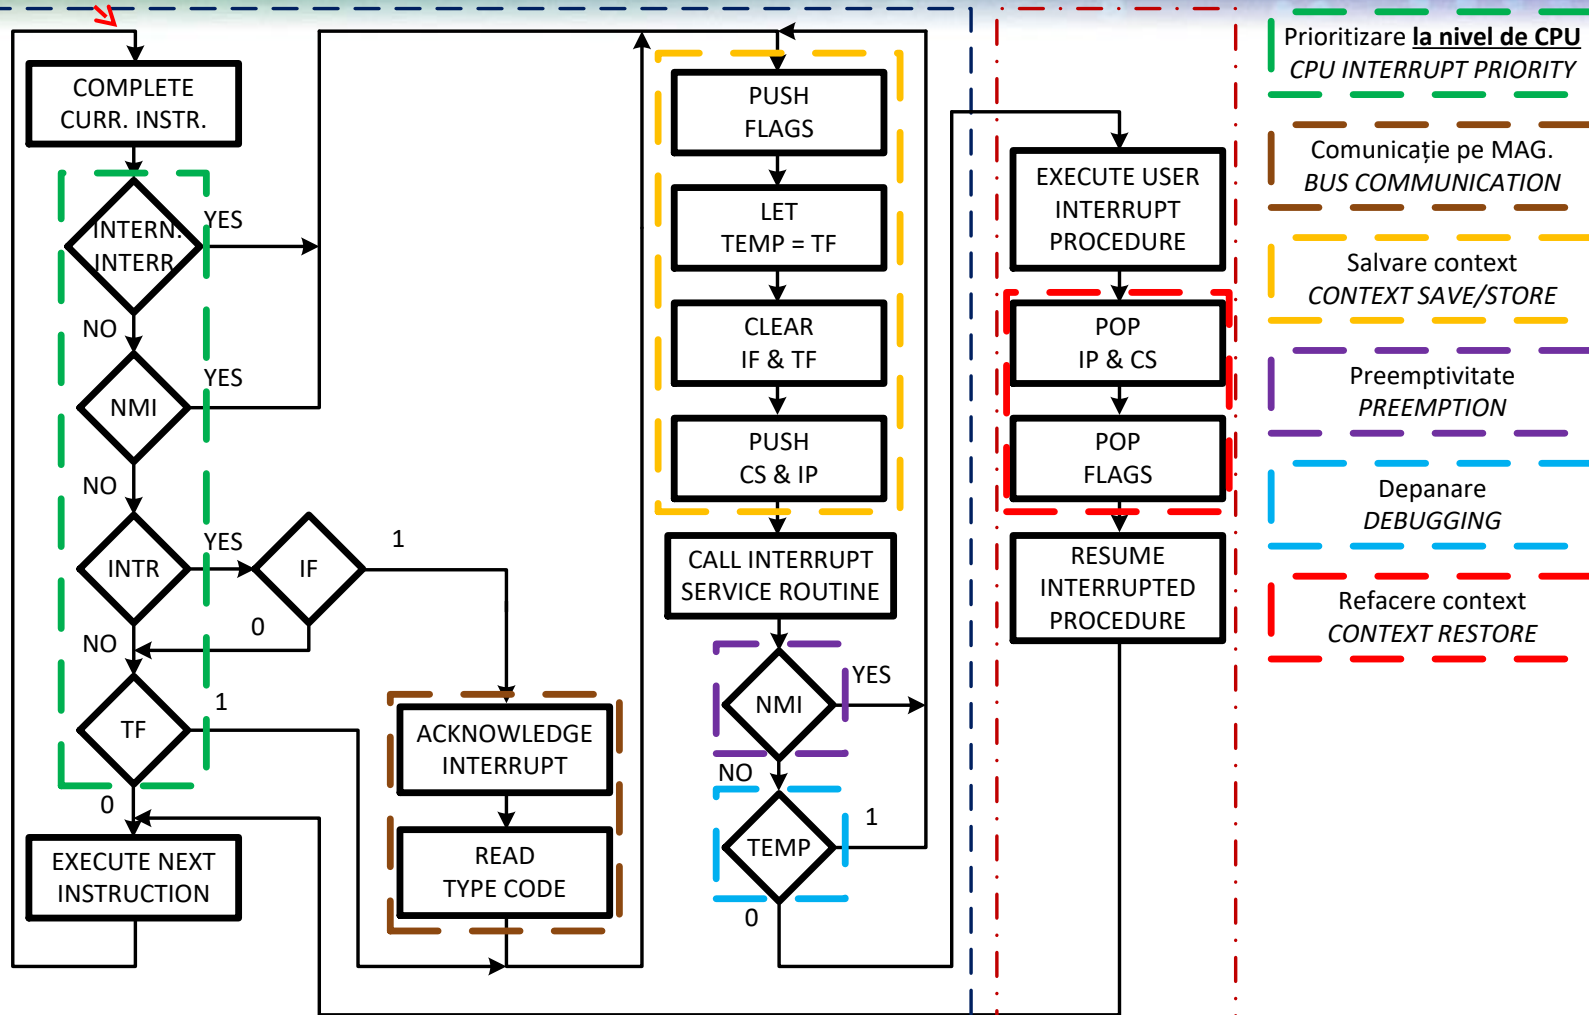 COMPLETE
CURR. INSTR.
INTERN.
INTERR
YES
NO
NMI
YES
NO
INTR
YES
IF
1
0
NO
TF
1
0
EXECUTE NEXT
INSTRUCTION
ACKNOWLEDGE
INTERRUPT
READ
TYPE CODE
PUSH
FLAGS
LET
TEMP = TF
CLEAR
IF & TF
PUSH
CS & IP
CALL INTERRUPT
SERVICE ROUTINE
NMI
YES
NO
TEMP
1
0
EXECUTE USER
INTERRUPT
PROCEDURE
POP
IP & CS
POP
FLAGS
RESUME
INTERRUPTED
PROCEDURE
Prioritizare la nivel de CPU
CPU INTERRUPT PRIORITY
Comunicație pe MAG.
BUS COMMUNICATION
Salvare context
CONTEXT SAVE/STORE
Preemptivitate
PREEMPTION
Depanare
DEBUGGING
Refacere context
CONTEXT RESTORE